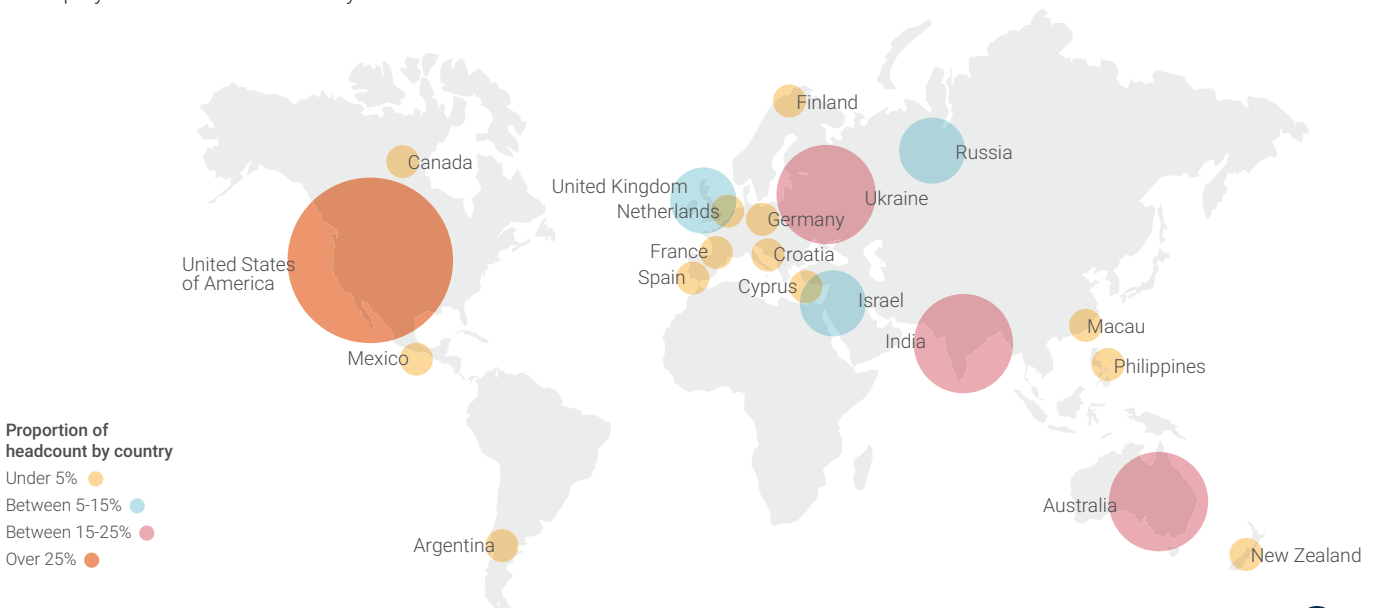 Finland
Canada
Russia
United Kingdom
Ukraine
Netherlands
Germany
France
Croatia
Spain
Cyprus
United States
of America
Israel
India
Macau
Mexico
Philippines
Proportion of
headcount by country
Under 5%
Between 5-15%
Between 15-25%
Over 25%
Australia
Argentina
New Zealand